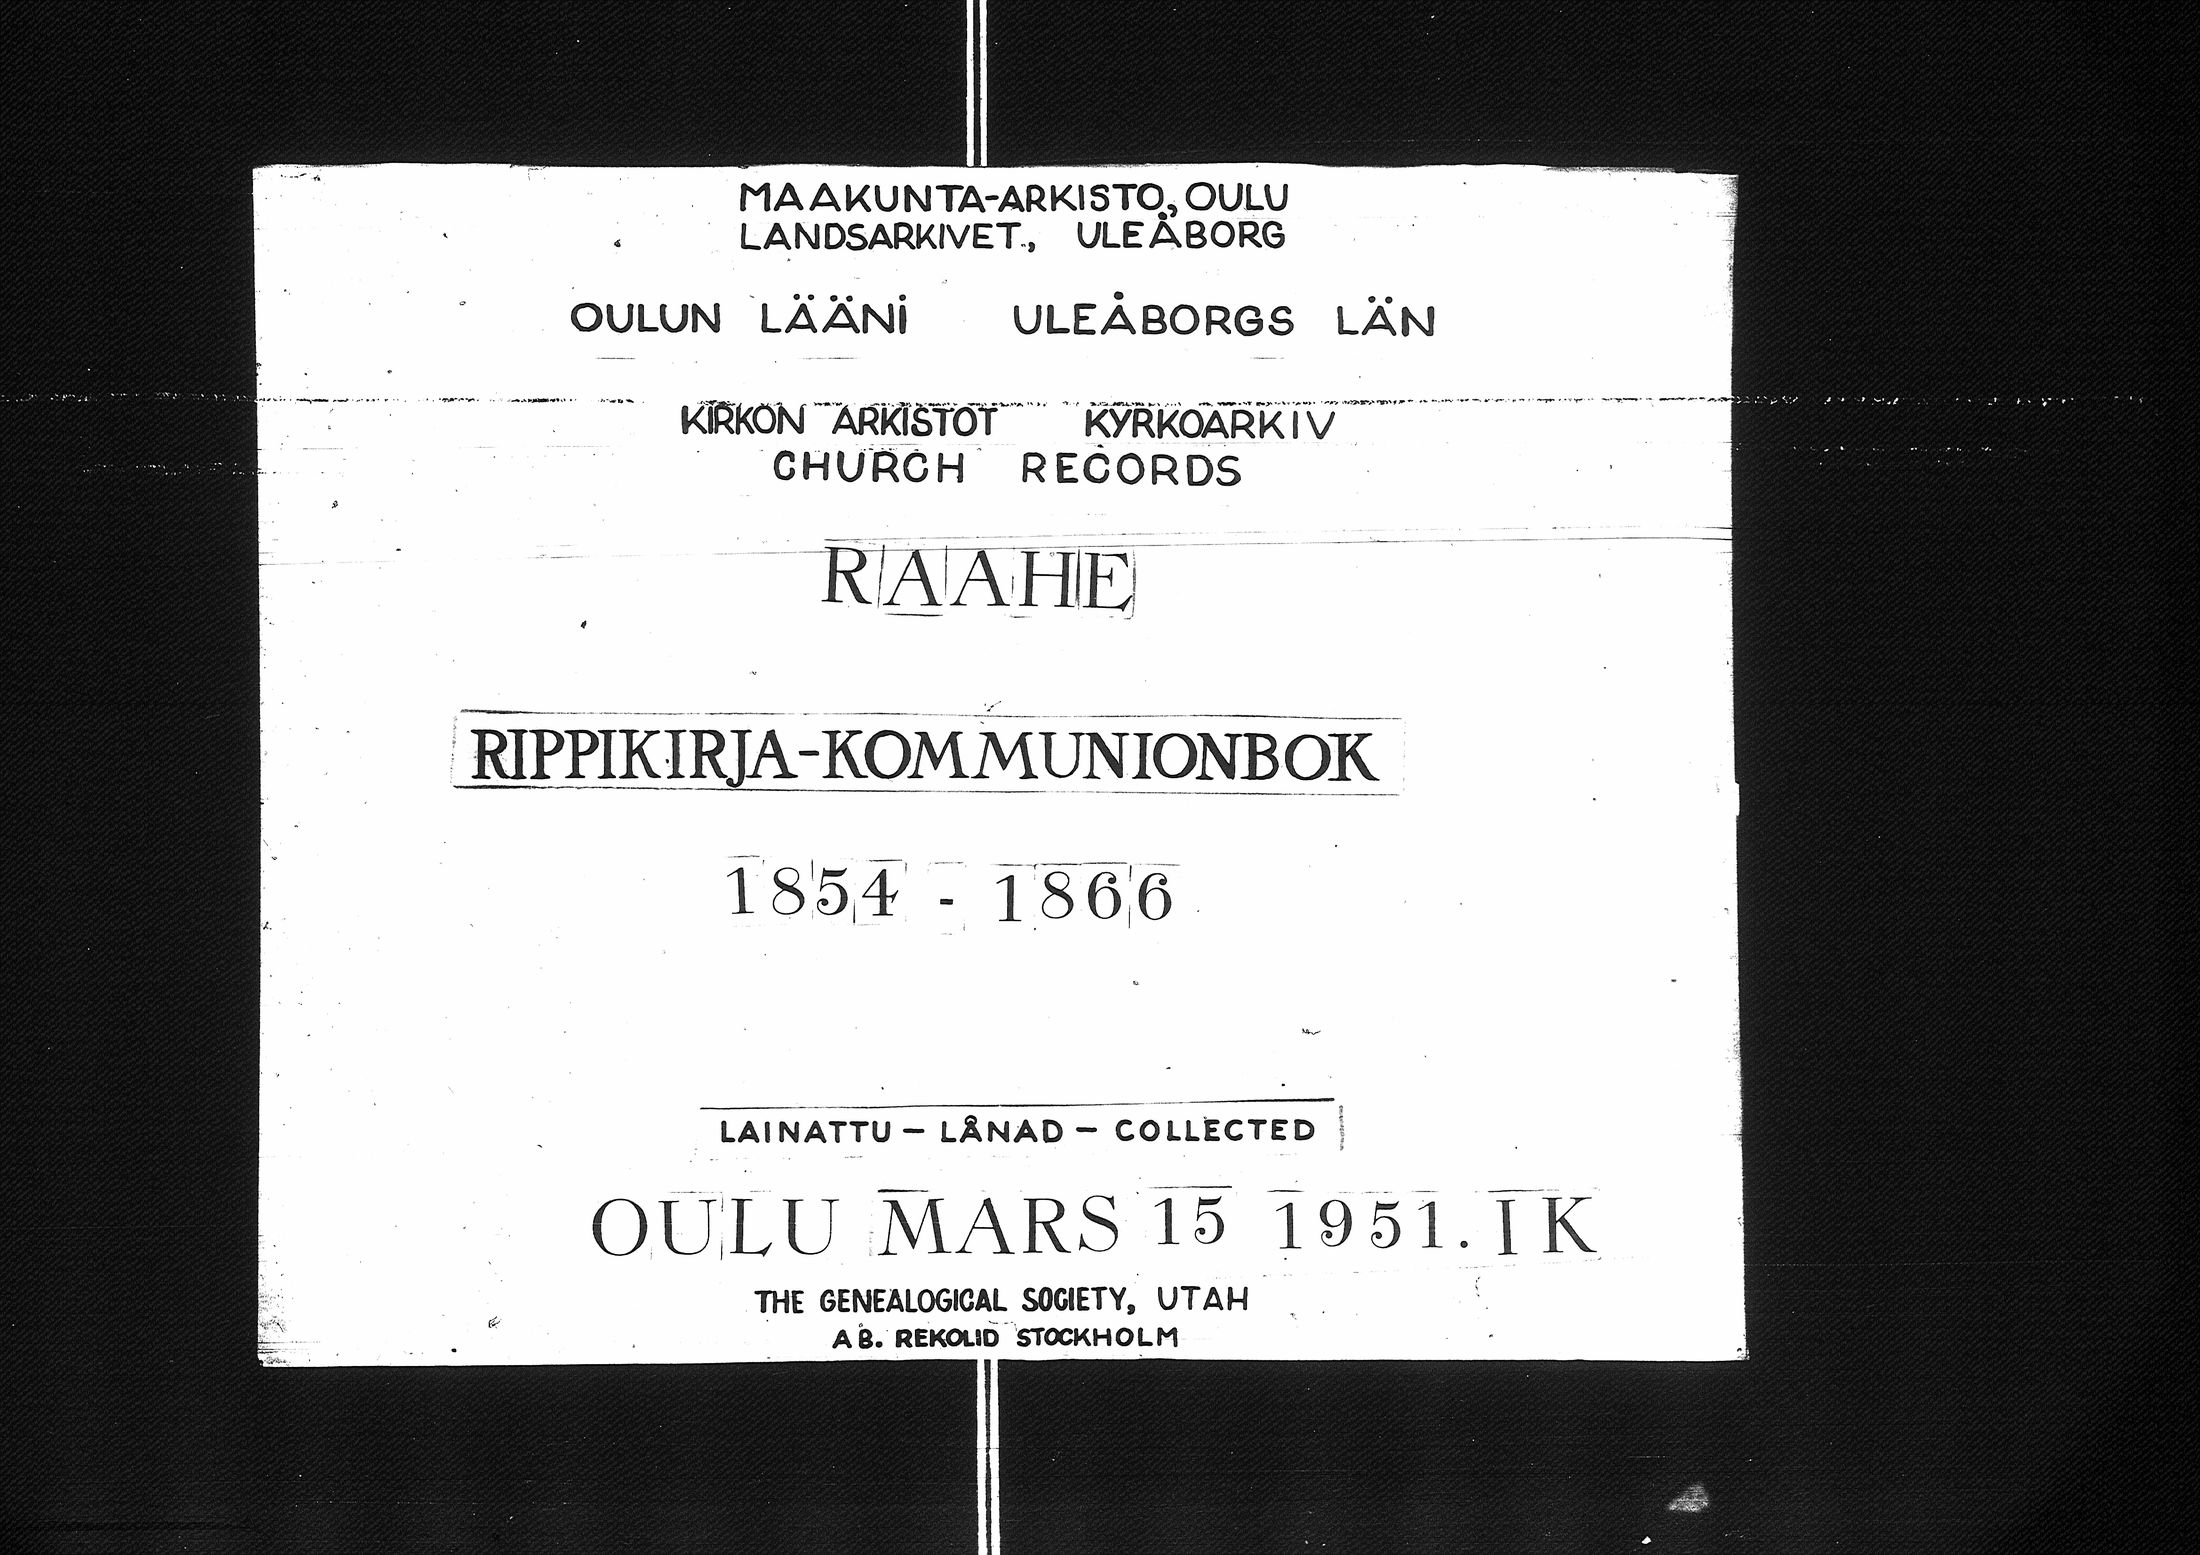 MAAKUNTA-ARKISTO, OULU
LANDSARKIVET., ULEÅBORG
OULUN LÄÄNI ULEÅBORGS LÄN
KIRKON ARKISTOT KYRKOARKIV
CHURCH RECORDS
RAAHE
RIPPIKIRJA-KOMMUNIONBOK
1854 - 1866
LAINATTU - LÅNAD - COLLECTED
OULU MARS 15 1951. IK
THE GENEALOGICAL SOCIETY, UTAH
AB. REKOLID STOCKHOLM